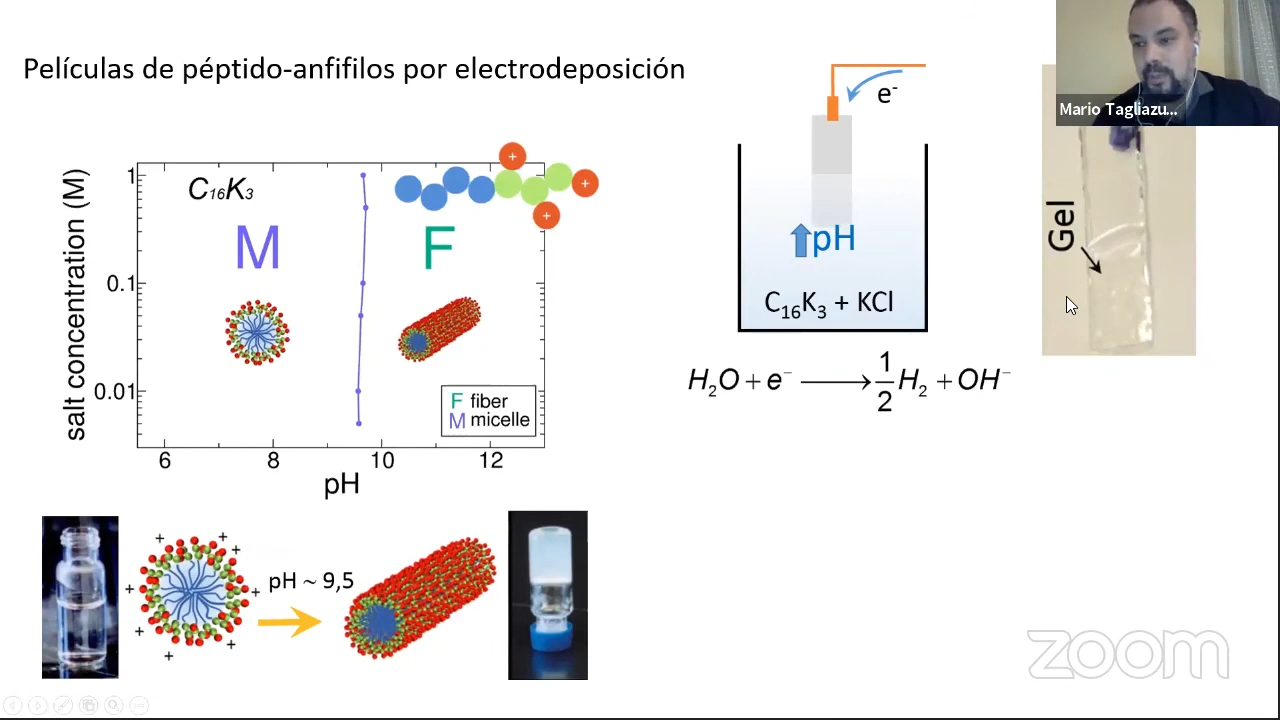 Películas de péptido-anfifilos por electrodeposición
Mario Tagliazu...
e⁻
C₁₆K₃
+
+
+
M
F
salt concentration (M)
1
0.1
0.01
6
8
10
12
pH
F fiber
M micelle
pH
C₁₆K₃ + KCl
Gel
H₂O + e⁻ ⟶ 1/2 H₂ + OH⁻
+
+
+
+
+
+
+
+
pH ~ 9,5
zoom